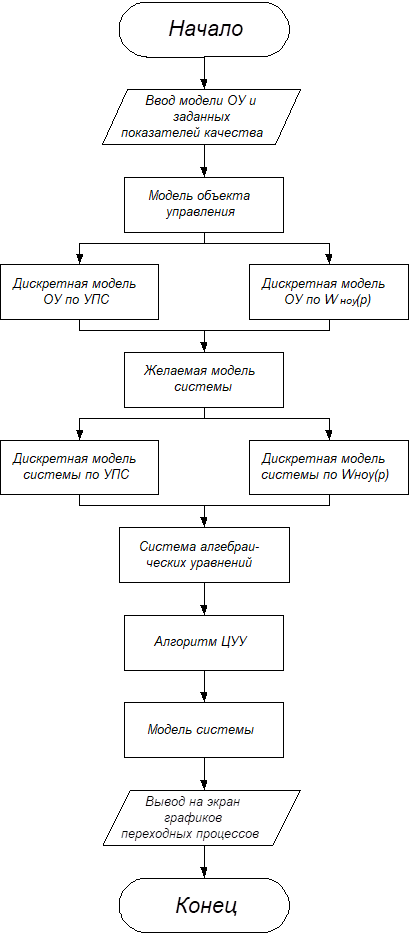 Начало
Ввод модели ОУ и
заданных
показателей качества
Модель объекта
управления
Дискретная модель
ОУ по УПС
Дискретная модель
ОУ по W ноу(р)
Желаемая модель
системы
Дискретная модель
системы по УПС
Дискретная модель
системы по Wноу(р)
Система алгебраи-
ческих уравнений
Алгоритм ЦУУ
Модель системы
Вывод на экран
графиков
переходных процессов
Конец